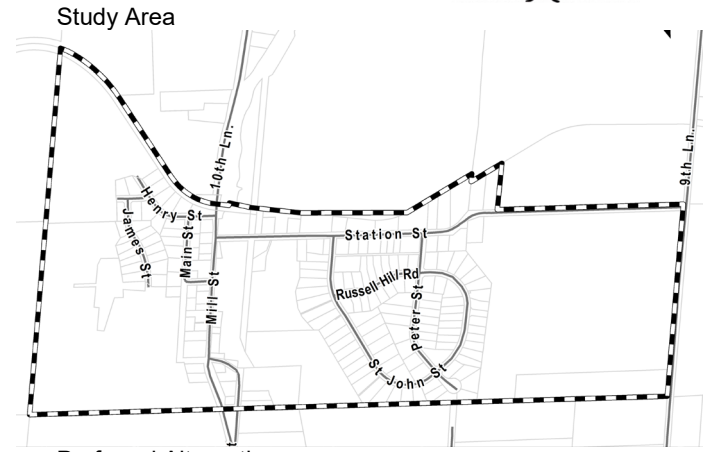 Study Area
10th Ln.
9th Ln.
Henry St
James St
Main St
Mill St
Station St
Russell Hill Rd
Peter St
St John St